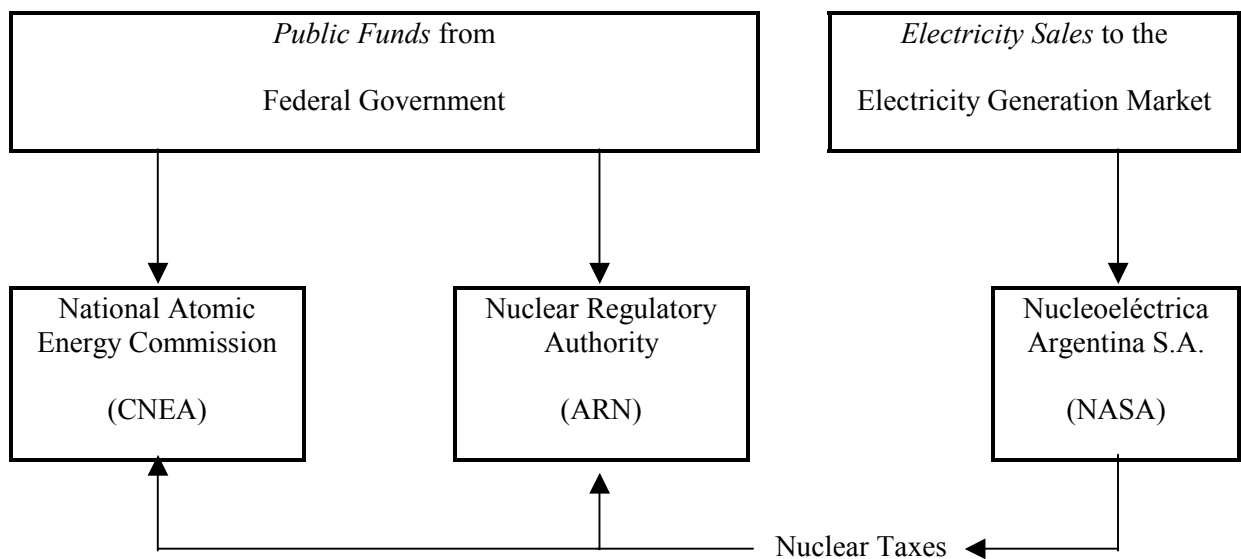 Public Funds from
Federal Government
Electricity Sales to the
Electricity Generation Market
National Atomic
Energy Commission
(CNEA)
Nuclear Regulatory
Authority
(ARN)
Nucleoeléctrica
Argentina S.A.
(NASA)
Nuclear Taxes